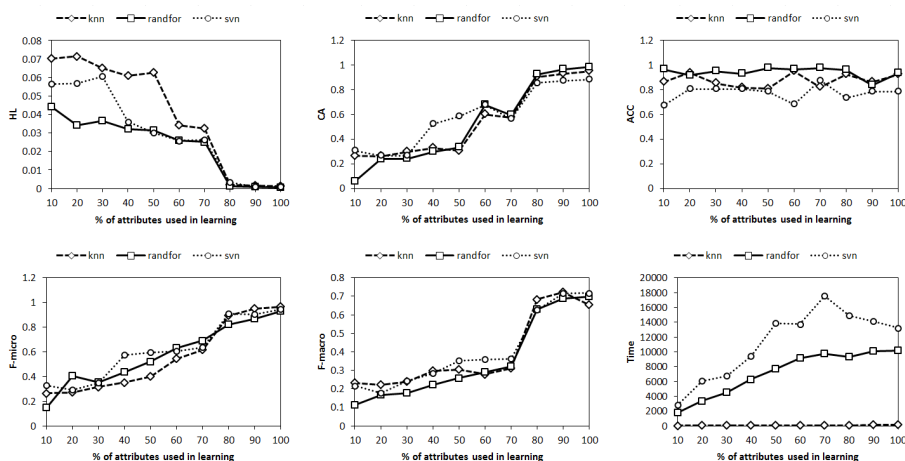 knn randfor svn
0.08
0.07
0.06
0.05
0.04
0.03
0.02
0.01
0
HL
10 20 30 40 50 60 70 80 90 100
% of attributes used in learning
knn randfor svn
1.2
1
0.8
0.6
0.4
0.2
0
CA
10 20 30 40 50 60 70 80 90 100
% of attributes used in learning
knn randfor svn
1.2
1
0.8
0.6
0.4
0.2
0
ACC
10 20 30 40 50 60 70 80 90 100
% of attributes used in learning
knn randfor svn
1.2
1
0.8
0.6
0.4
0.2
0
F-micro
10 20 30 40 50 60 70 80 90 100
% of attributes used in learning
knn randfor svn
0.8
0.7
0.6
0.5
0.4
0.3
0.2
0.1
0
F-macro
10 20 30 40 50 60 70 80 90 100
% of attributes used in learning
knn randfor svn
20000
18000
16000
14000
12000
10000
8000
6000
4000
2000
0
Time
10 20 30 40 50 60 70 80 90 100
% of attributes used in learning